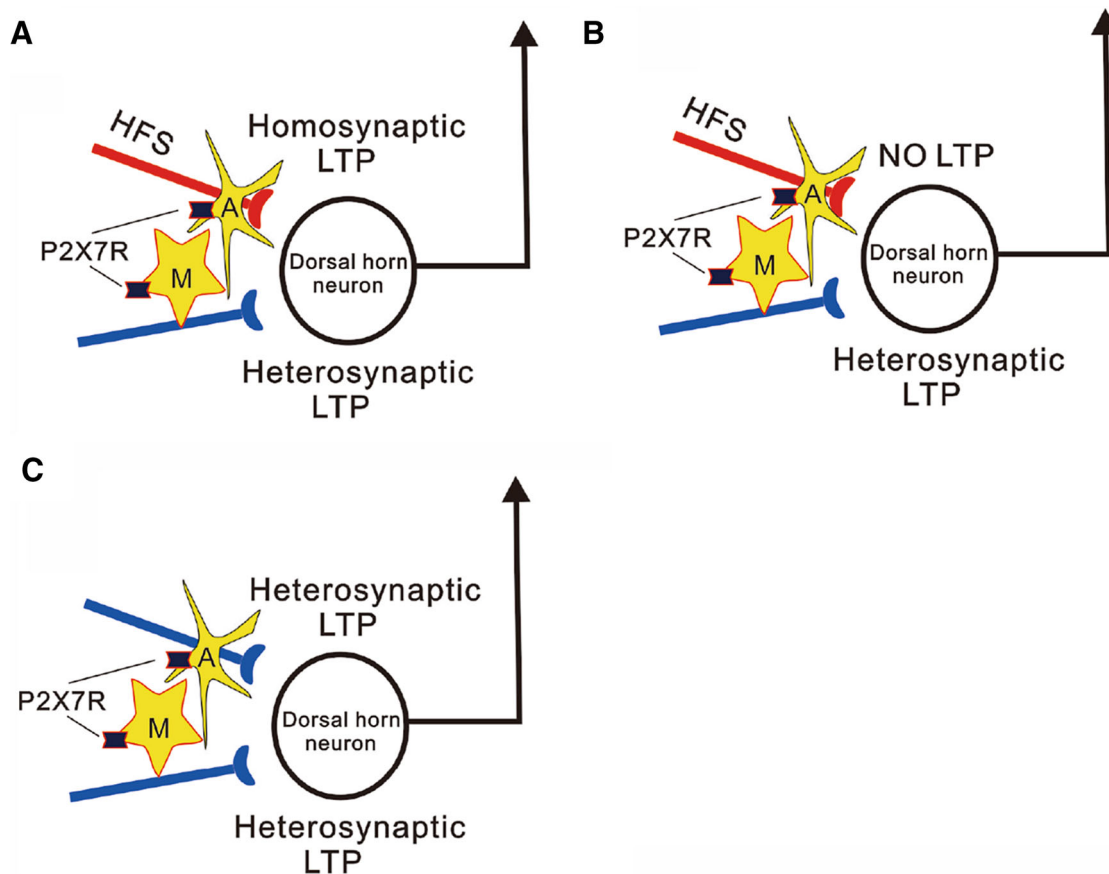 A
HFS
Homosynaptic
LTP
A
P2X7R
M
Dorsal horn
neuron
Heterosynaptic
LTP
B
HFS
NO LTP
A
P2X7R
M
Dorsal horn
neuron
Heterosynaptic
LTP
C
Heterosynaptic
LTP
A
P2X7R
M
Dorsal horn
neuron
Heterosynaptic
LTP